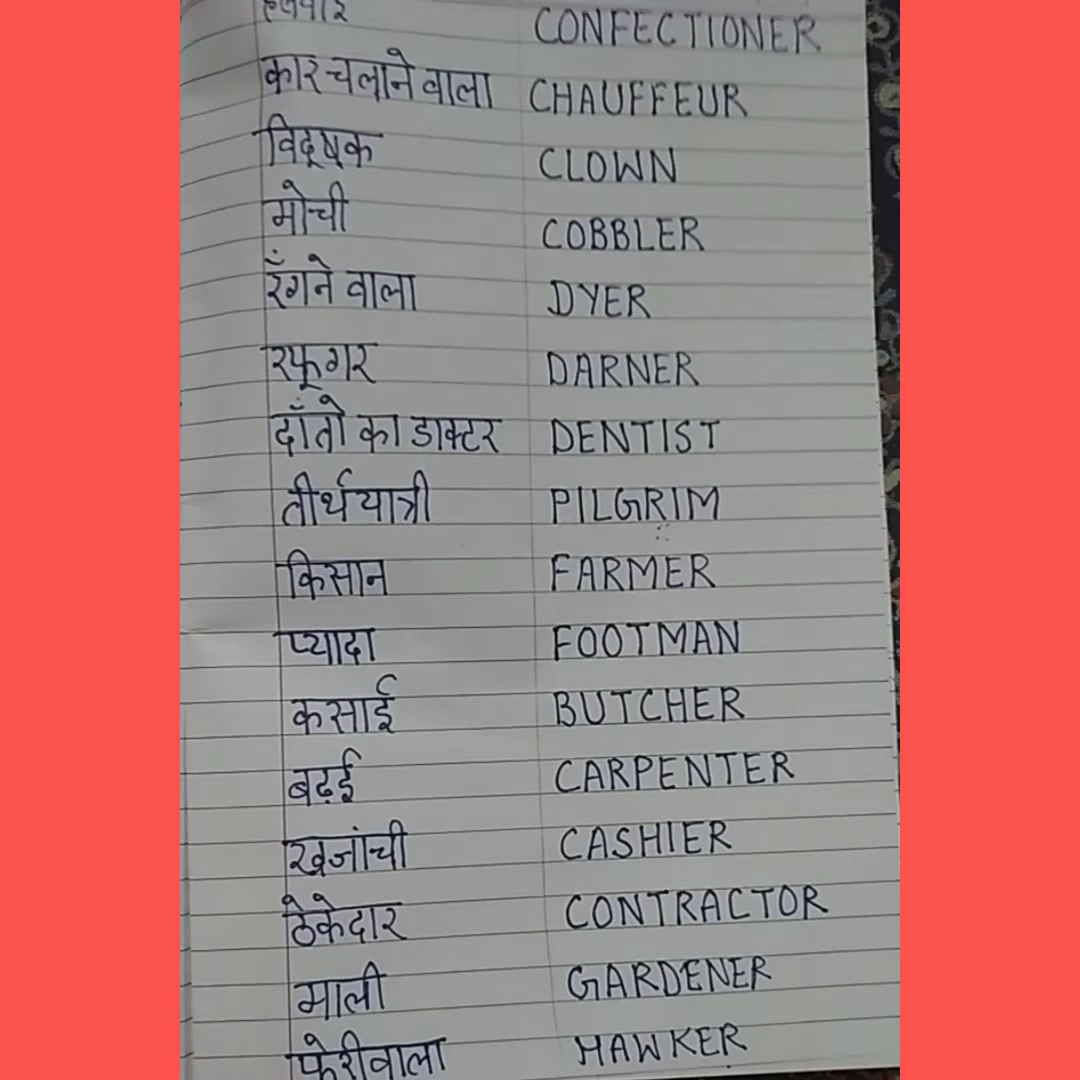 हलवाई CONFECTIONER
कार चलाने वाला CHAUFFEUR
विदूषक CLOWN
मोची COBBLER
रँगने वाला DYER
रफूगर DARNER
दाँतो का डाक्टर DENTIST
तीर्थयात्री PILGRIM
किसान FARMER
प्यादा FOOTMAN
कसाई BUTCHER
बढ़ई CARPENTER
खजांची CASHIER
ठेकेदार CONTRACTOR
माली GARDENER
फेरीवाला HAWKER